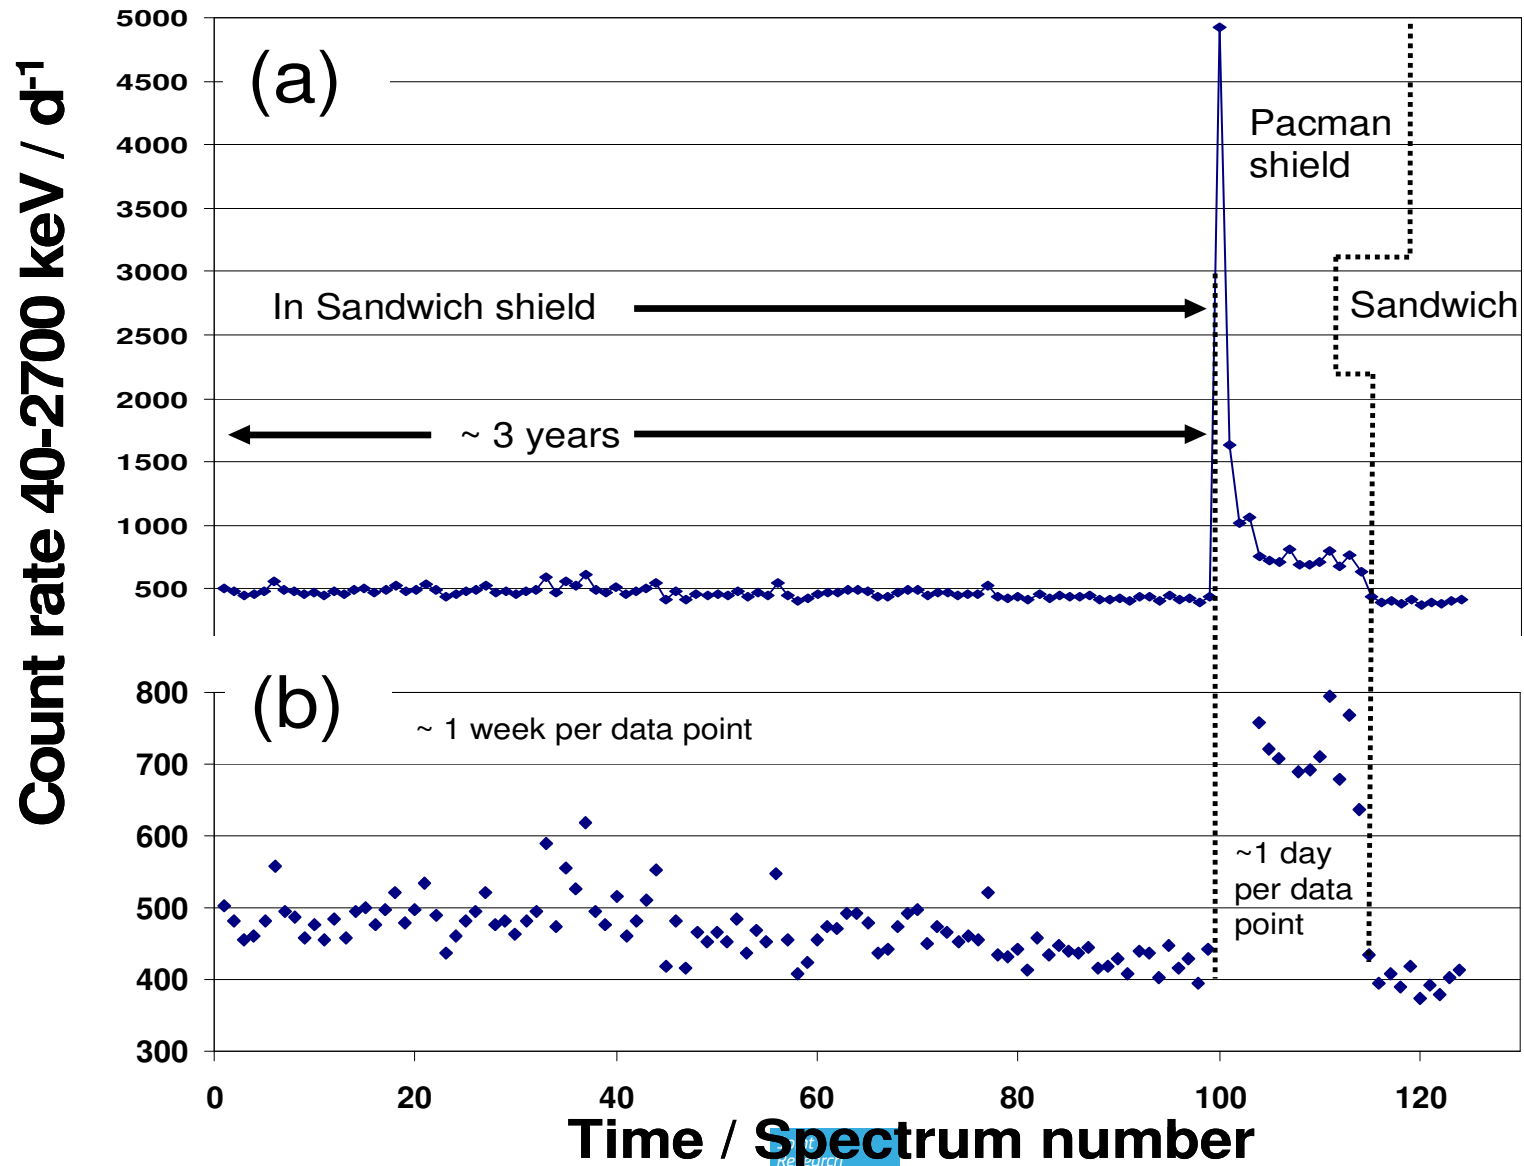 Count rate 40-2700 keV / d-1
5000
4500
4000
3500
3000
2500
2000
1500
1000
500
(a)
Pacman
shield
In Sandwich shield
Sandwich
~ 3 years
800
700
600
500
400
300
(b)
~ 1 week per data point
~1 day
per data
point
0
20
40
60
80
100
120
Time / Spectrum number
Research